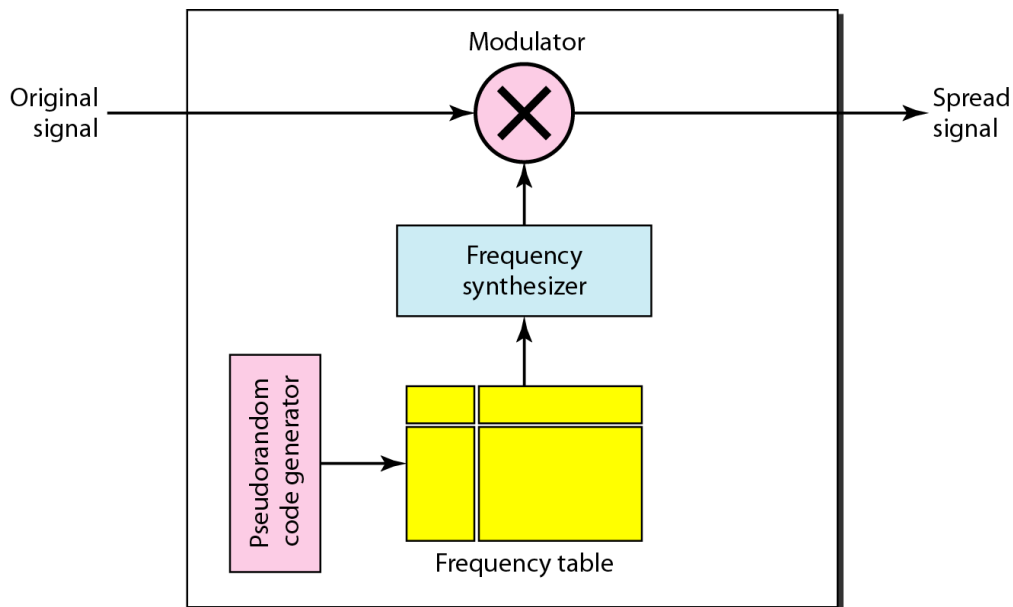 Modulator
Original
signal
Spread
signal
Frequency
synthesizer
Pseudorandom
code generator
Frequency table